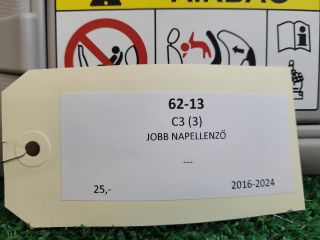 AIRBAG
62-13
C3 (3)
JOBB NAPELLENZŐ
---
25,-
2016-2024